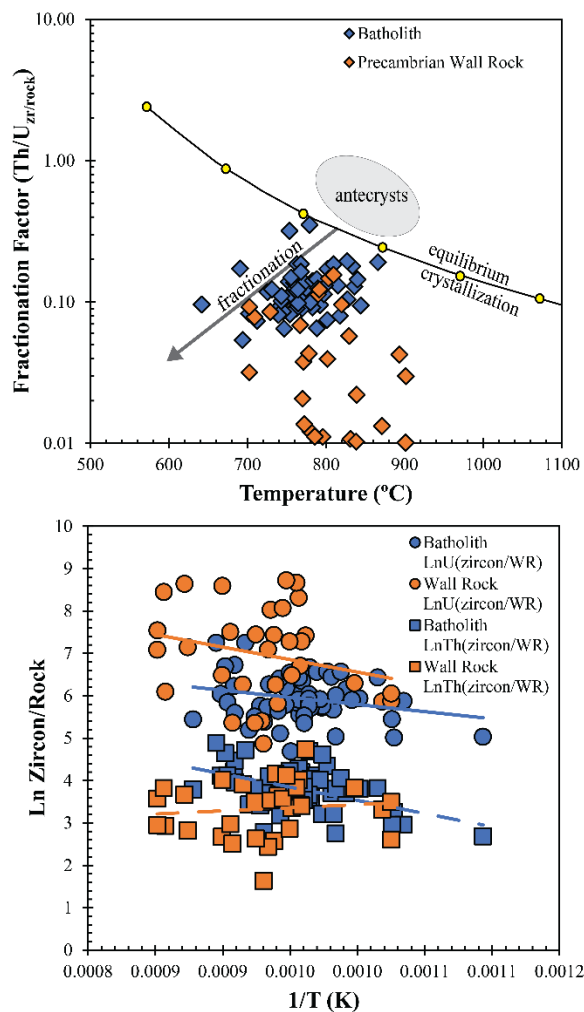 10.00
Batholith
Precambrian Wall Rock
1.00
antecrysts
equilibrium
crystallization
fractionation
0.10
0.01
500 600 700 800 900 1000 1100
Fractionation Factor (Th/Uzr/rock)
Temperature (ºC)
10
9
8
7
6
5
4
3
2
1
0
Batholith
LnU(zircon/WR)
Wall Rock
LnU(zircon/WR)
Batholith
LnTh(zircon/WR)
Wall Rock
LnTh(zircon/WR)
Ln Zircon/Rock
0.0008 0.0009 0.0009 0.0010 0.0010 0.0011 0.0011 0.0012
1/T (K)